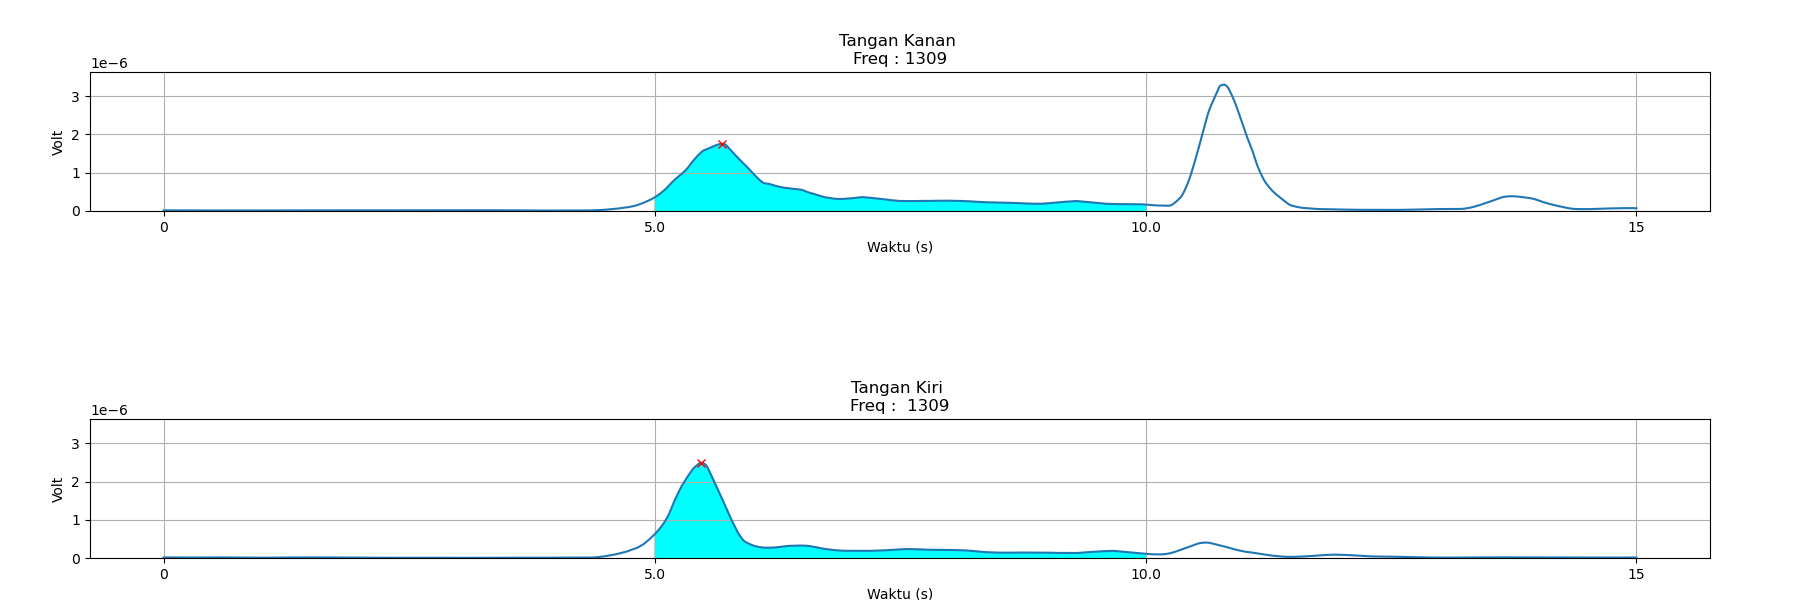 Tangan Kanan
Freq : 1309
1e−6
3
2
1
0
Volt
0 5.0 10.0 15
Waktu (s)
Tangan Kiri
Freq :  1309
1e−6
3
2
1
0
Volt
0 5.0 10.0 15
Waktu (s)